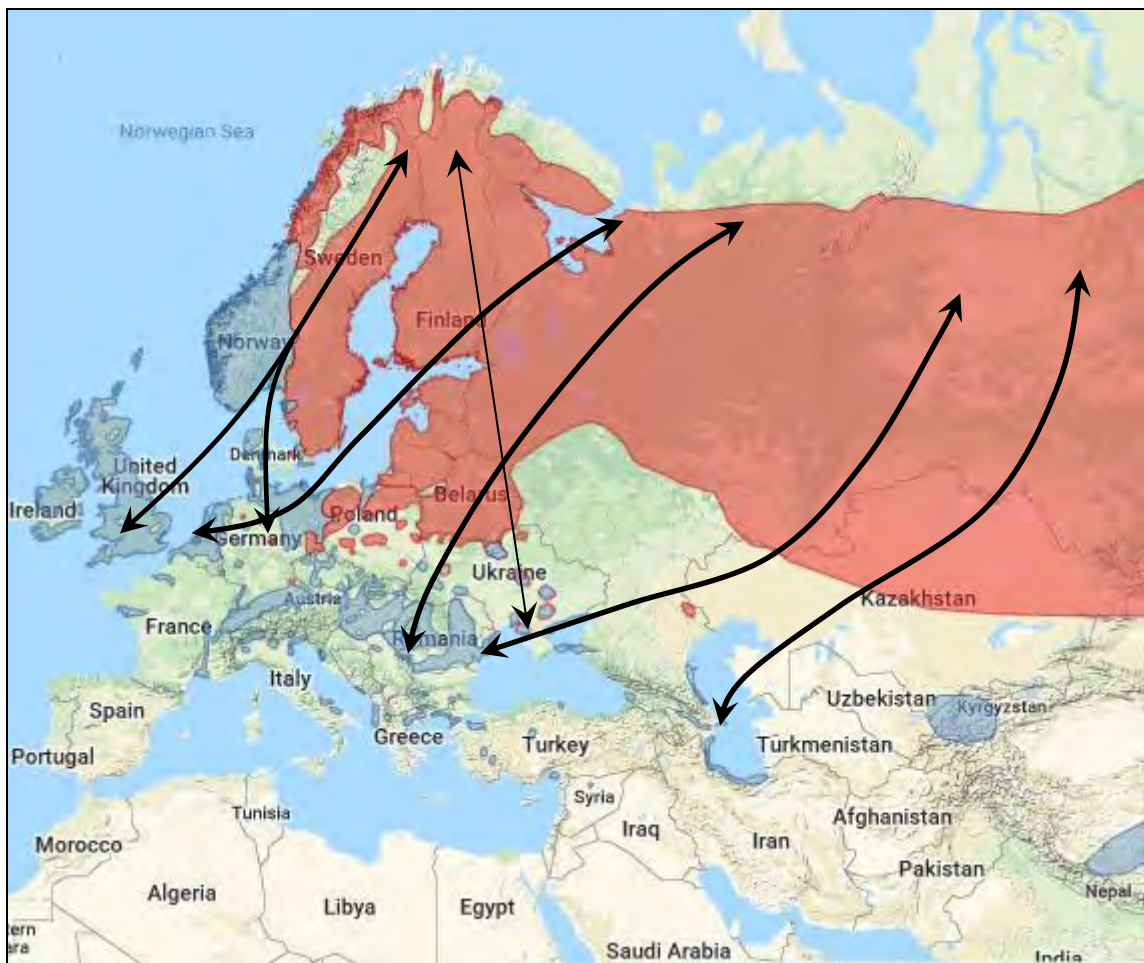 Norwegian Sea
Sweden
Finland
Norway
Denmark
United
Kingdom
Ireland
Belarus
Poland
Germany
Ukraine
Austria
Kazakhstan
France
Romania
Italy
Uzbekistan
Kyrgyzstan
Spain
Greece
Turkey
Turkmenistan
Portugal
Syria
Tunisia
Afghanistan
Iraq
Iran
Morocco
Pakistan
Algeria
Libya
Egypt
Nepal
tern
ara
Saudi Arabia
India